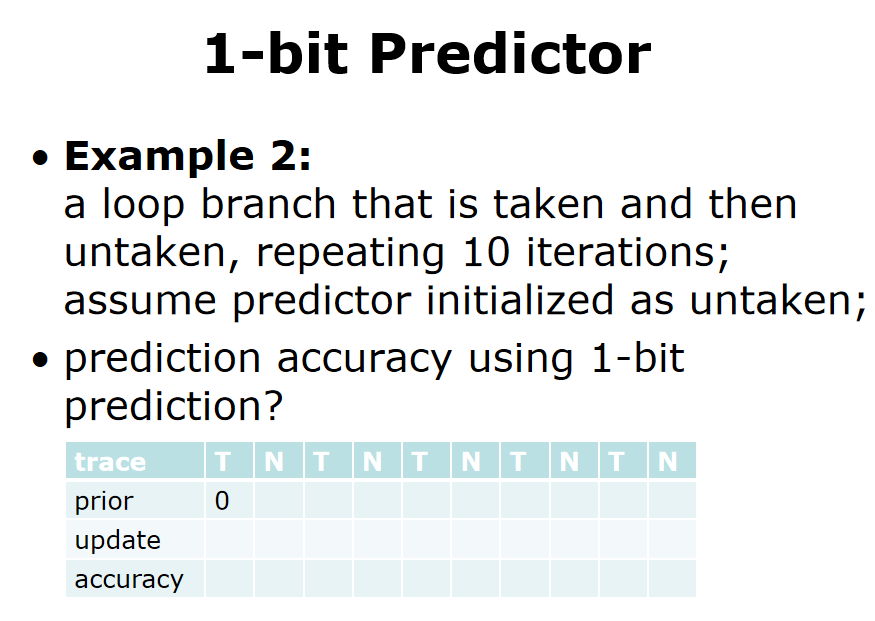 1-bit Predictor
• Example 2:
a loop branch that is taken and then
untaken, repeating 10 iterations;
assume predictor initialized as untaken;
• prediction accuracy using 1-bit
prediction?
trace T N T N T N T N T N
prior 0
update
accuracy